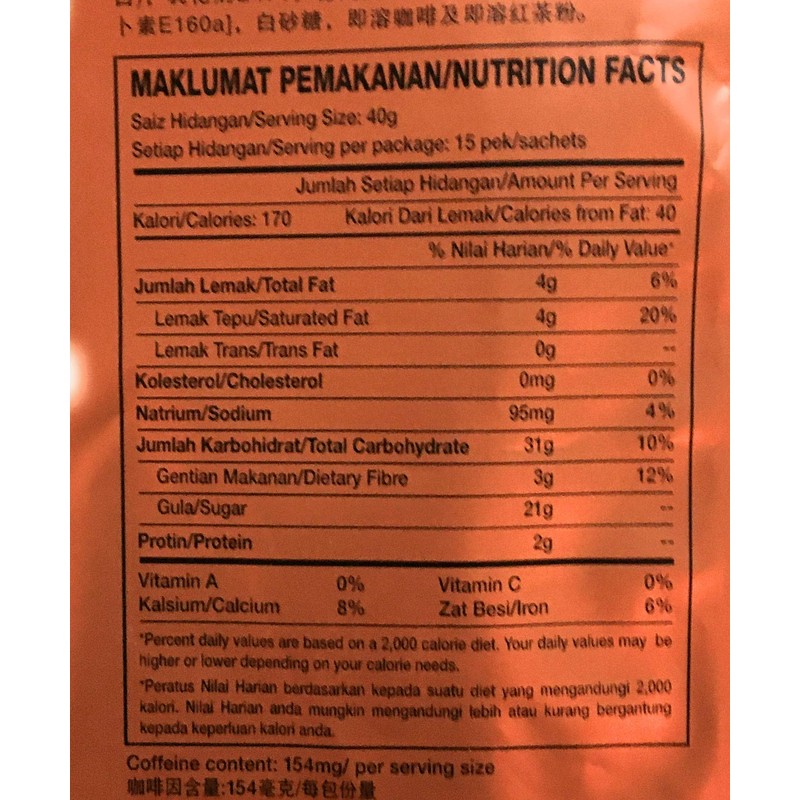 卜素E160a]，白砂糖，即溶咖啡及即溶紅茶粉。
MAKLUMAT PEMAKANAN/NUTRITION FACTS
Saiz Hidangan/Serving Size: 40g
Setiap Hidangan/Serving per package: 15 pek/sachets
Jumlah Setiap Hidangan/Amount Per Serving
Kalori/Calories: 170 Kalori Dari Lemak/Calories from Fat: 40
% Nilai Harian/% Daily Value*
Jumlah Lemak/Total Fat 4g 6%
Lemak Tepu/Saturated Fat 4g 20%
Lemak Trans/Trans Fat 0g --
Kolesterol/Cholesterol 0mg 0%
Natrium/Sodium 95mg 4%
Jumlah Karbohidrat/Total Carbohydrate 31g 10%
Gentian Makanan/Dietary Fibre 3g 12%
Gula/Sugar 21g --
Protin/Protein 2g --
Vitamin A 0% Vitamin C 0%
Kalsium/Calcium 8% Zat Besi/Iron 6%
*Percent daily values are based on a 2,000 calorie diet. Your daily values may be
higher or lower depending on your calorie needs.
*Peratus Nilai Harian berdasarkan kepada suatu diet yang mengandungi 2,000
kalori. Nilai Harian anda mungkin mengandungi lebih atau kurang bergantung
kepada keperluan kalori anda.
Coffeine content: 154mg/ per serving size
咖啡因含量:154毫克/每包份量